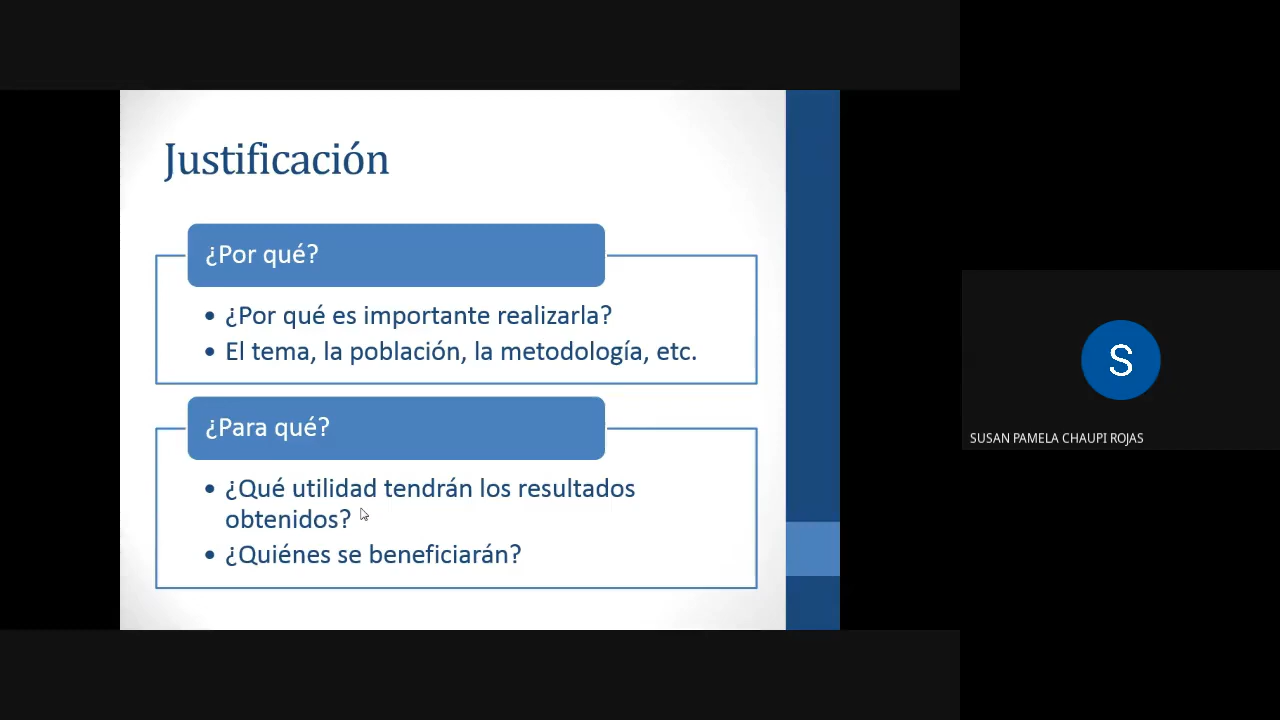 Justificación
¿Por qué?
• ¿Por qué es importante realizarla?
• El tema, la población, la metodología, etc.
¿Para qué?
• ¿Qué utilidad tendrán los resultados
obtenidos?
• ¿Quiénes se beneficiarán?
S
SUSAN PAMELA CHAUPI ROJAS